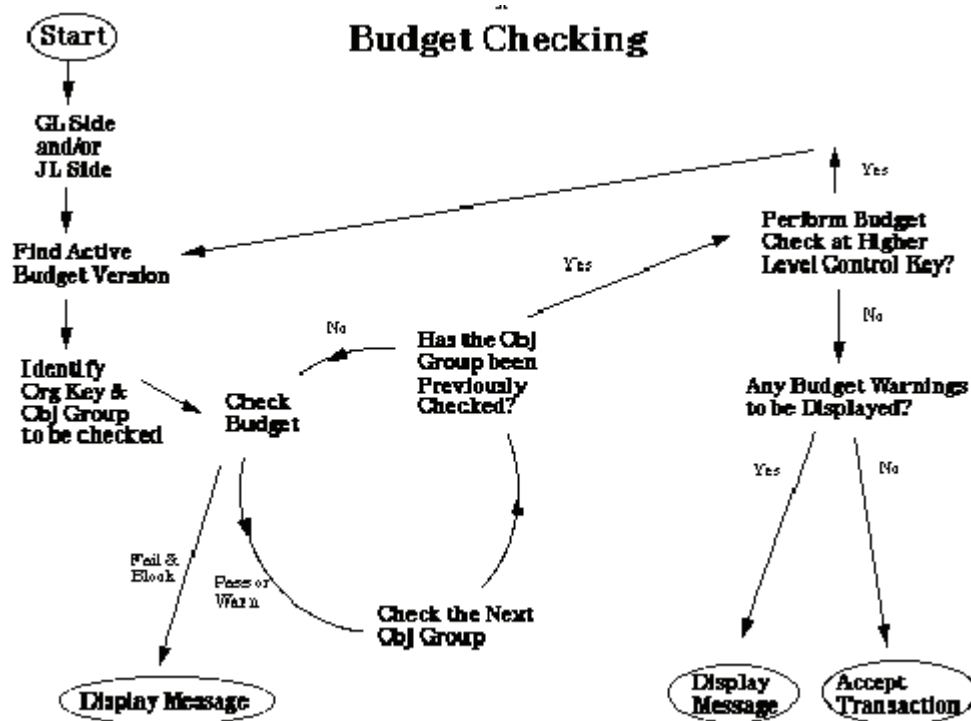 Start
Budget Checking
GL Side
and/or
JL Side
Yes
Find Active
Budget Version
Perform Budget
Check at Higher
Level Control Key?
Yes
No
No
Has the Obj
Group been
Previously
Checked?
Identify
Org Key &
Obj Group
to be checked
Check
Budget
Any Budget Warnings
to be Displayed?
Yes
No
Fail &
Block
Pass or
Warn
Check the Next
Obj Group
Display Message
Display
Message
Accept
Transaction